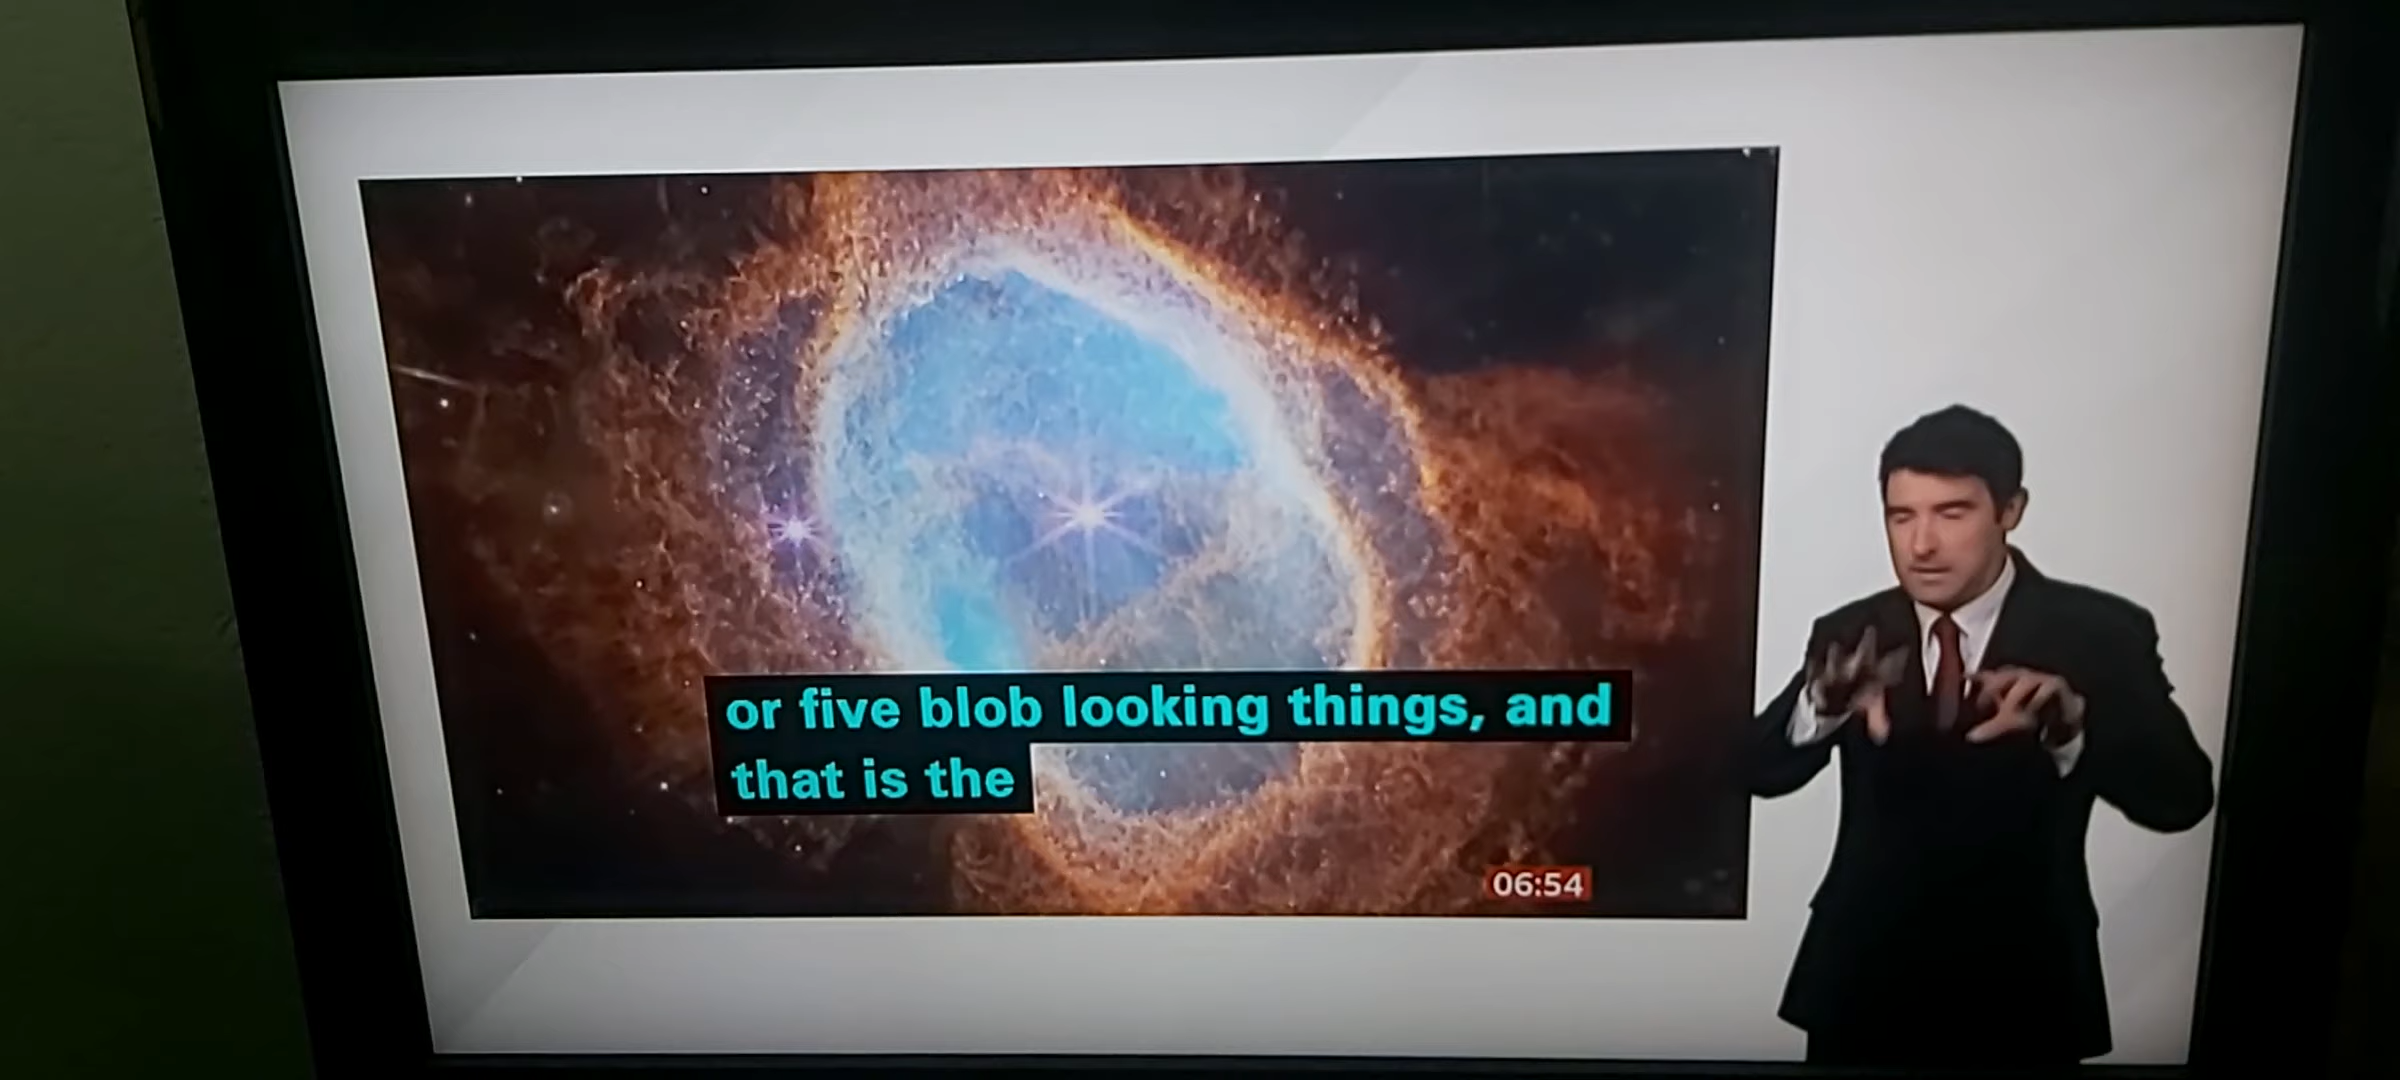 or five blob looking things, and
that is the
06:54